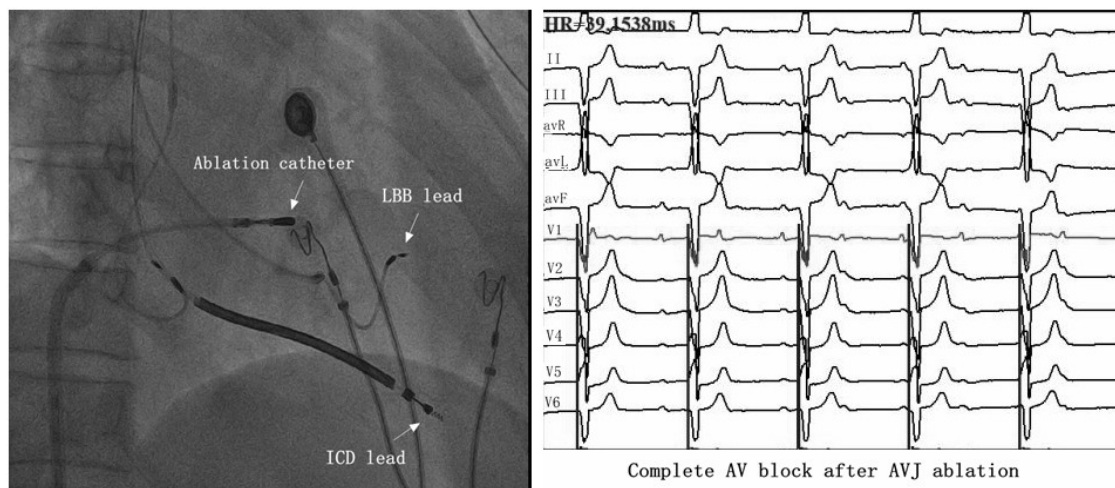 Ablation catheter
LBB lead
ICD lead
HR=39,1538ms
II
III
avR
avL
avF
V1
V2
V3
V4
V5
V6
Complete AV block after AVJ ablation